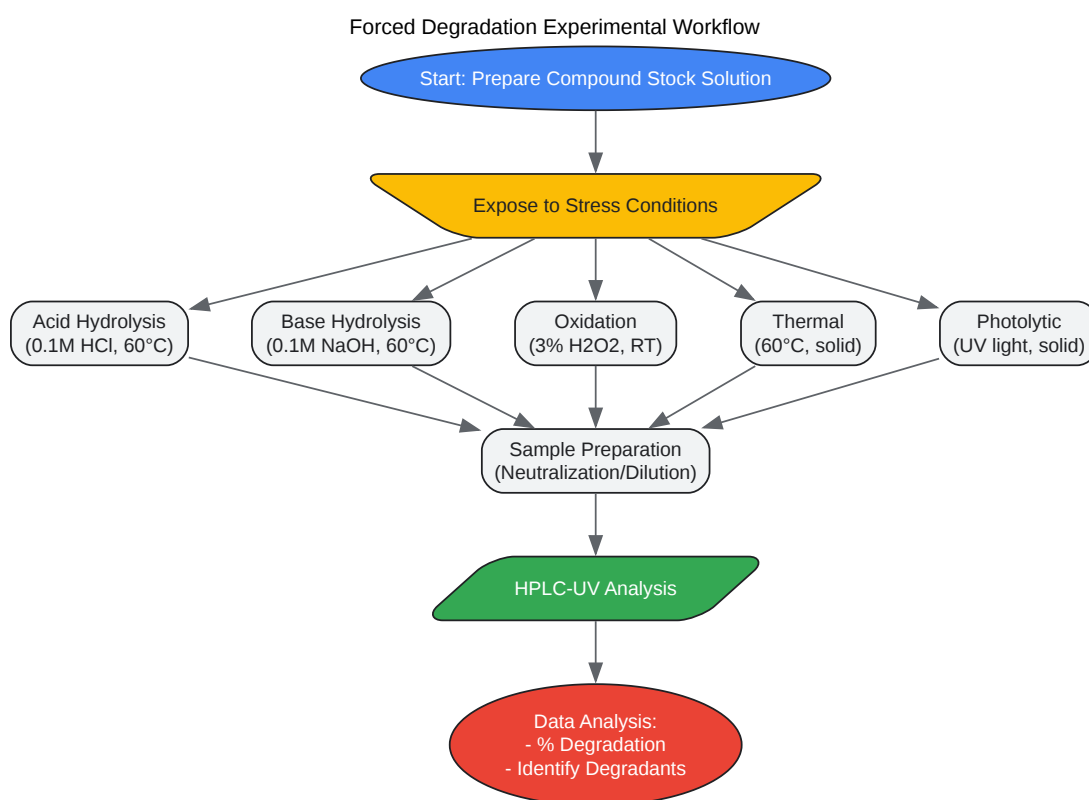 Forced Degradation Experimental Workflow
Start: Prepare Compound Stock Solution
Expose to Stress Conditions
Acid Hydrolysis
(0.1M HCl, 60°C)
Base Hydrolysis
(0.1M NaOH, 60°C)
Oxidation
(3% H2O2, RT)
Thermal
(60°C, solid)
Photolytic
(UV light, solid)
Sample Preparation
(Neutralization/Dilution)
HPLC-UV Analysis
Data Analysis:
- % Degradation
- Identify Degradants